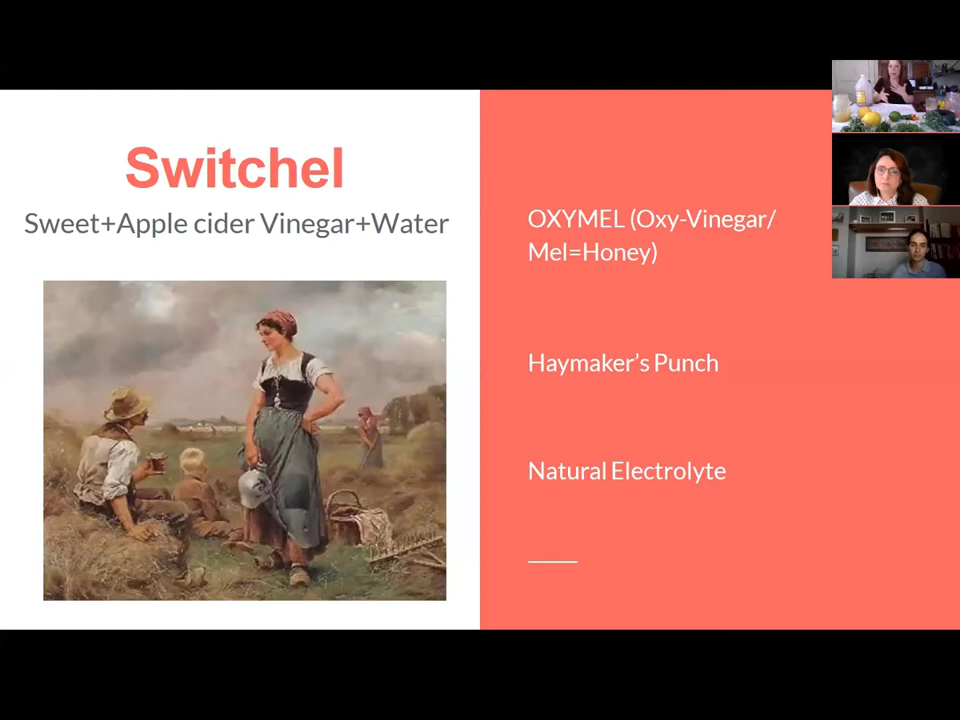 Switchel
Sweet+Apple cider Vinegar+Water
OXYMEL (Oxy-Vinegar/
Mel=Honey)
Haymaker's Punch
Natural Electrolyte